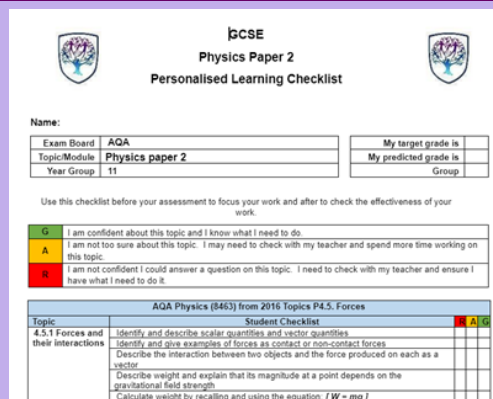 GCSE
Physics Paper 2
Personalised Learning Checklist
Name:
Exam Board AQA
Topic/Module Physics paper 2
Year Group 11
My target grade is
My predicted grade is
Group
Use this checklist before your assessment to focus your work and after to check the effectiveness of your
work.
G I am confident about this topic and I know what I need to do.
A I am not too sure about this topic. I may need to check with my teacher and spend more time working on
this topic.
R I am not confident I could answer a question on this topic. I need to check with my teacher and ensure I
have what I need to do it.
AQA Physics (8463) from 2016 Topics P4.5. Forces
Topic Student Checklist R A G
4.5.1 Forces and
their interactions
Identify and describe scalar quantities and vector quantities
Identify and give examples of forces as contact or non-contact forces
Describe the interaction between two objects and the force produced on each as a
vector
Describe weight and explain that its magnitude at a point depends on the
gravitational field strength
Calculate weight by recalling and using the equation: [ W = mg ]